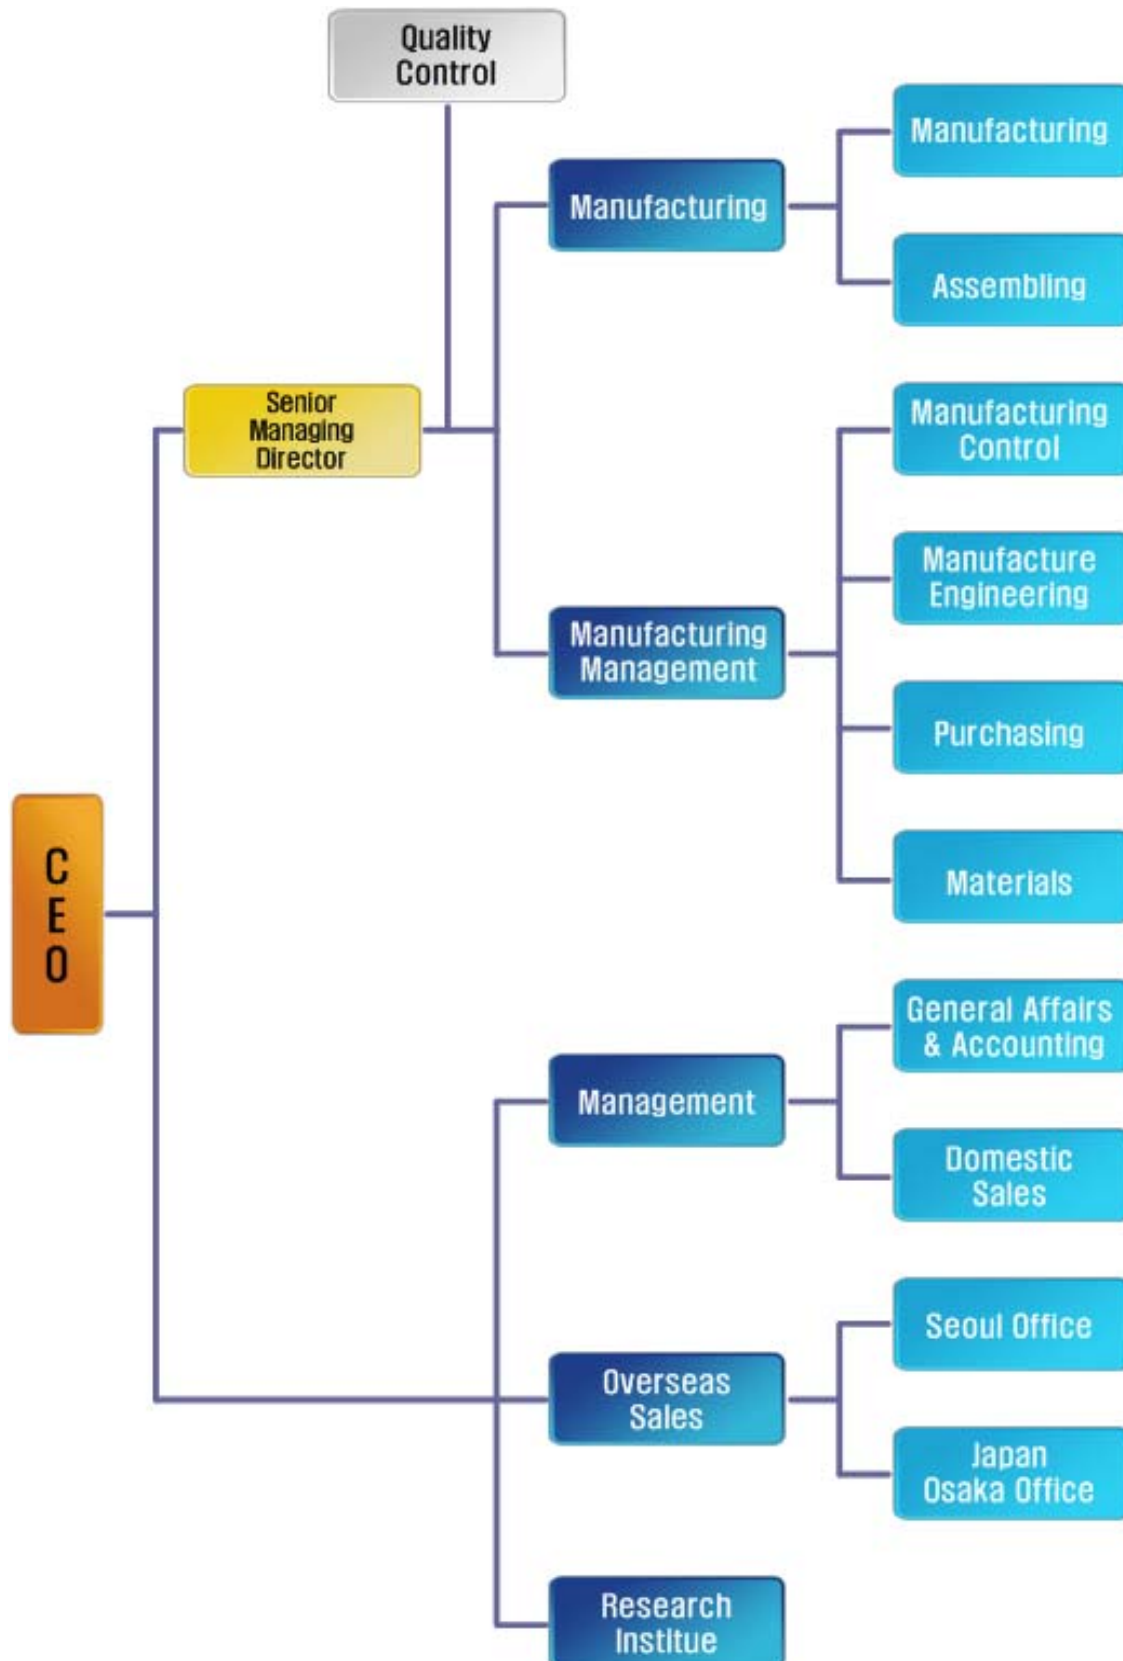 Quality
Control
Manufacturing
Manufacturing
Assembling
Senior
Managing
Director
Manufacturing
Control
Manufacture
Engineering
Manufacturing
Management
Purchasing
Materials
C
E
O
General Affairs
& Accounting
Management
Domestic
Sales
Seoul Office
Overseas
Sales
Japan
Osaka Office
Research
Institue